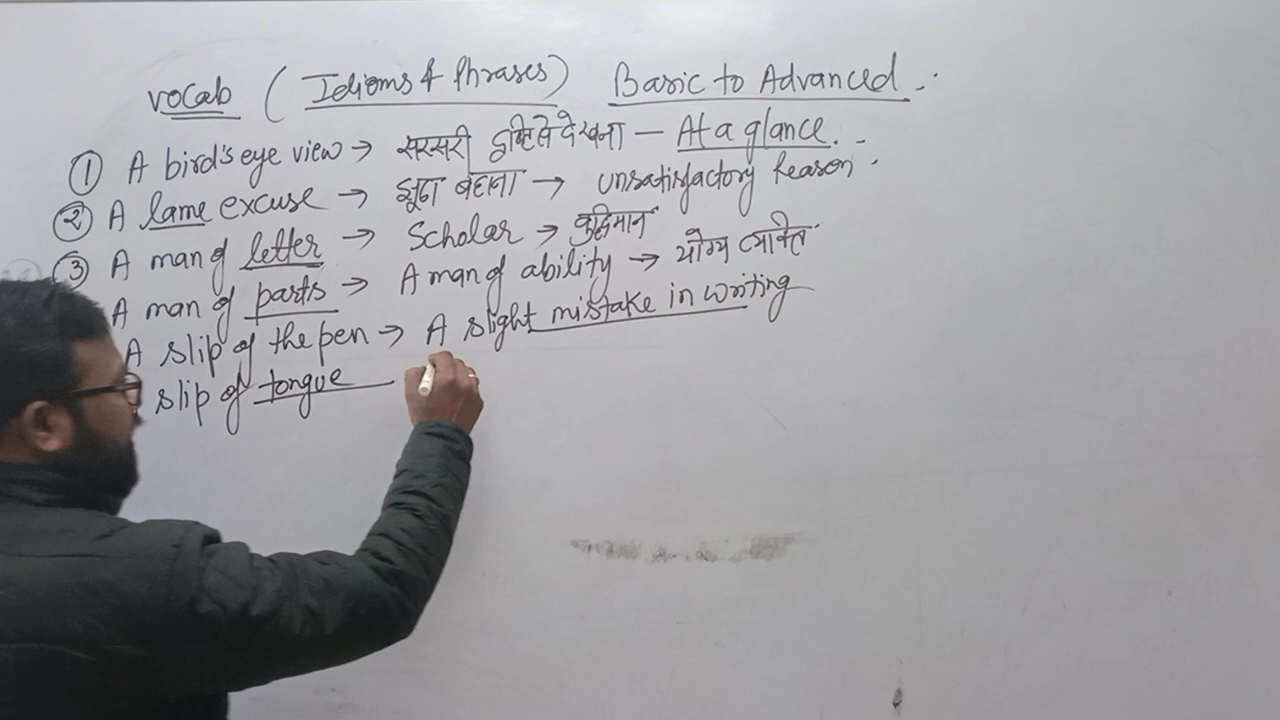 vocab (Idioms & Phrases) Basic to Advanced.
① A bird's eye view → सरसरी दृष्टि से देखना – At a glance.
② A lame excuse → झूठा बहाना → unsatisfactory Reason.
③ A man of letter → Scholar → बुद्धिमान
A man of parts → A man of ability → योग्य व्यक्ति
A slip of the pen → A slight mistake in writing
slip of tongue